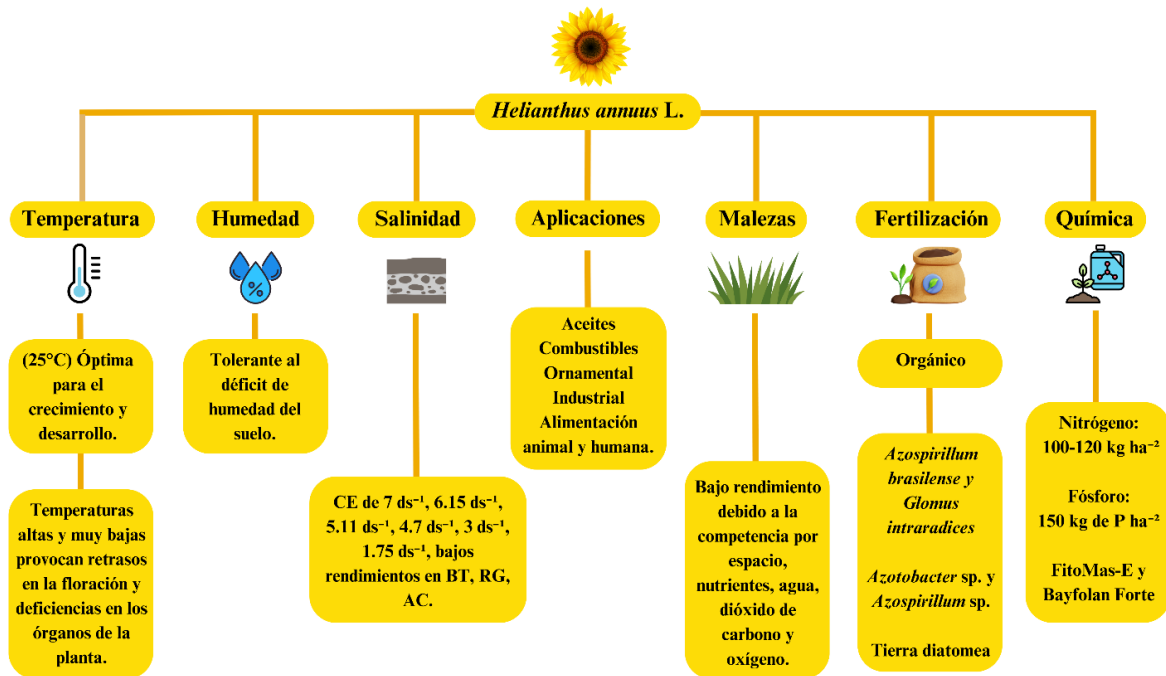 Helianthus annuus L.
Temperatura
Humedad
Salinidad
Aplicaciones
Malezas
Fertilización
Química
%
(25°C) Óptima
para el
crecimiento y
desarrollo.
Temperaturas
altas y muy bajas
provocan retrasos
en la floración y
deficiencias en los
órganos de la
planta.
Tolerante al
déficit de
humedad del
suelo.
CE de 7 ds⁻¹, 6.15 ds⁻¹,
5.11 ds⁻¹, 4.7 ds⁻¹, 3 ds⁻¹,
1.75 ds⁻¹, bajos
rendimientos en BT, RG,
AC.
Aceites
Combustibles
Ornamental
Industrial
Alimentación
animal y humana.
Bajo rendimiento
debido a la
competencia por
espacio,
nutrientes, agua,
dióxido de
carbono y
oxígeno.
Orgánico
Azospirillum
brasilense y
Glomus
intraradices
Azotobacter sp. y
Azospirillum sp.
Tierra diatomea
Nitrógeno:
100-120 kg ha⁻²
Fósforo:
150 kg de P ha⁻²
FitoMas-E y
Bayfolan Forte